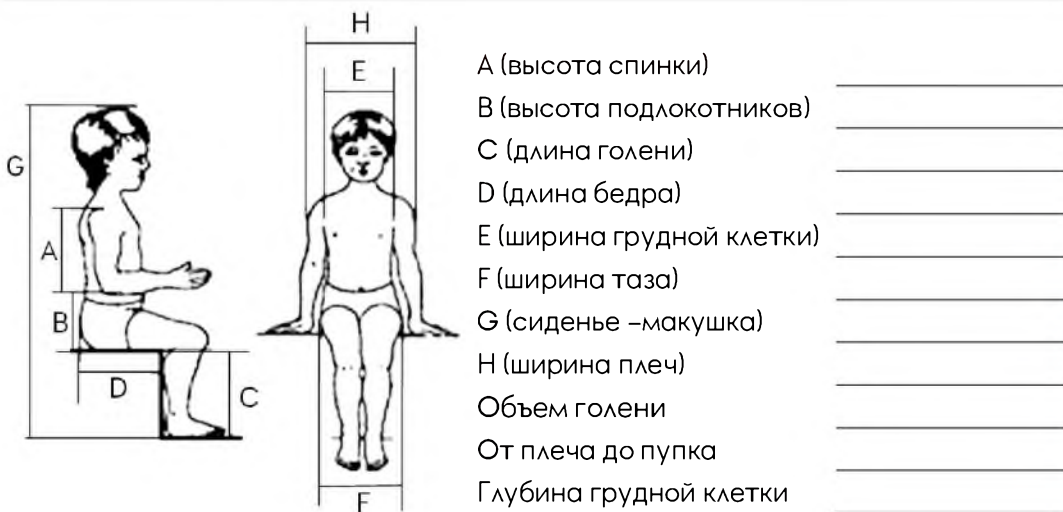 H
E
G
A
B
D
C
F
A (высота спинки)
B (высота подлокотников)
C (длина голени)
D (длина бедра)
E (ширина грудной клетки)
F (ширина таза)
G (сиденье –макушка)
H (ширина плеч)
Объем голени
От плеча до пупка
Глубина грудной клетки